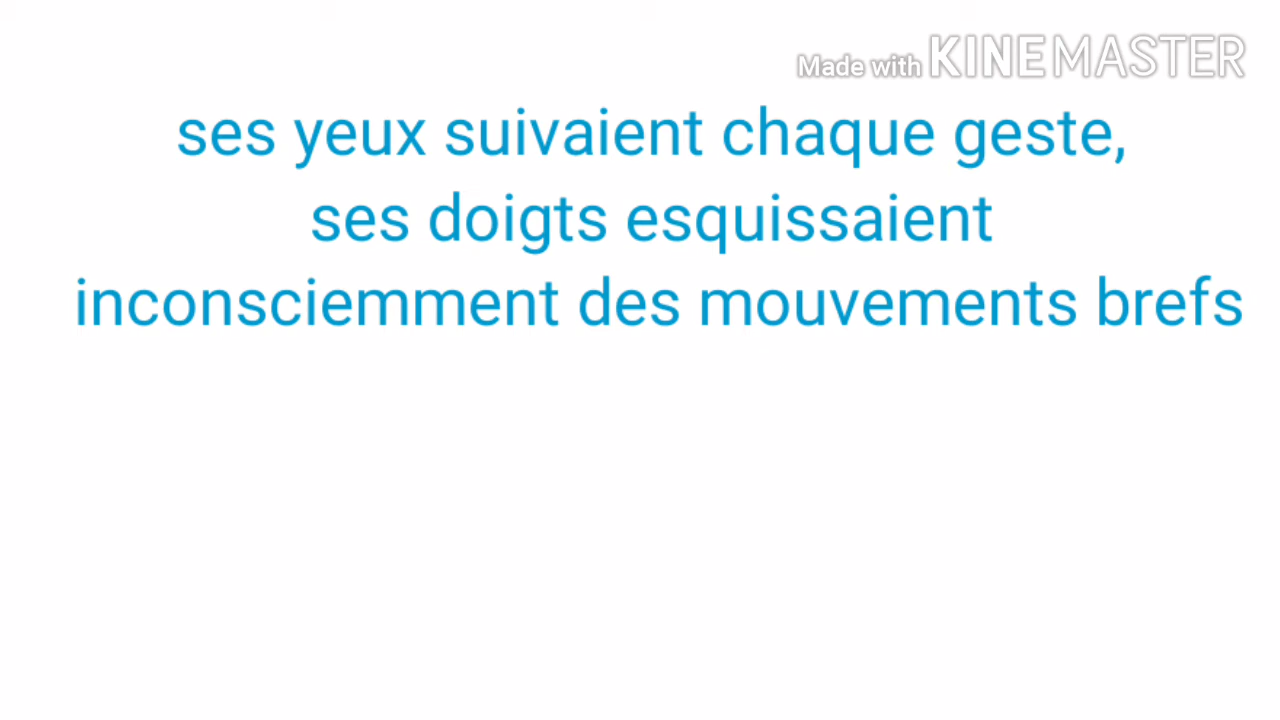 Made with KINEMASTER
ses yeux suivaient chaque geste,
ses doigts esquissaient
inconsciemment des mouvements brefs